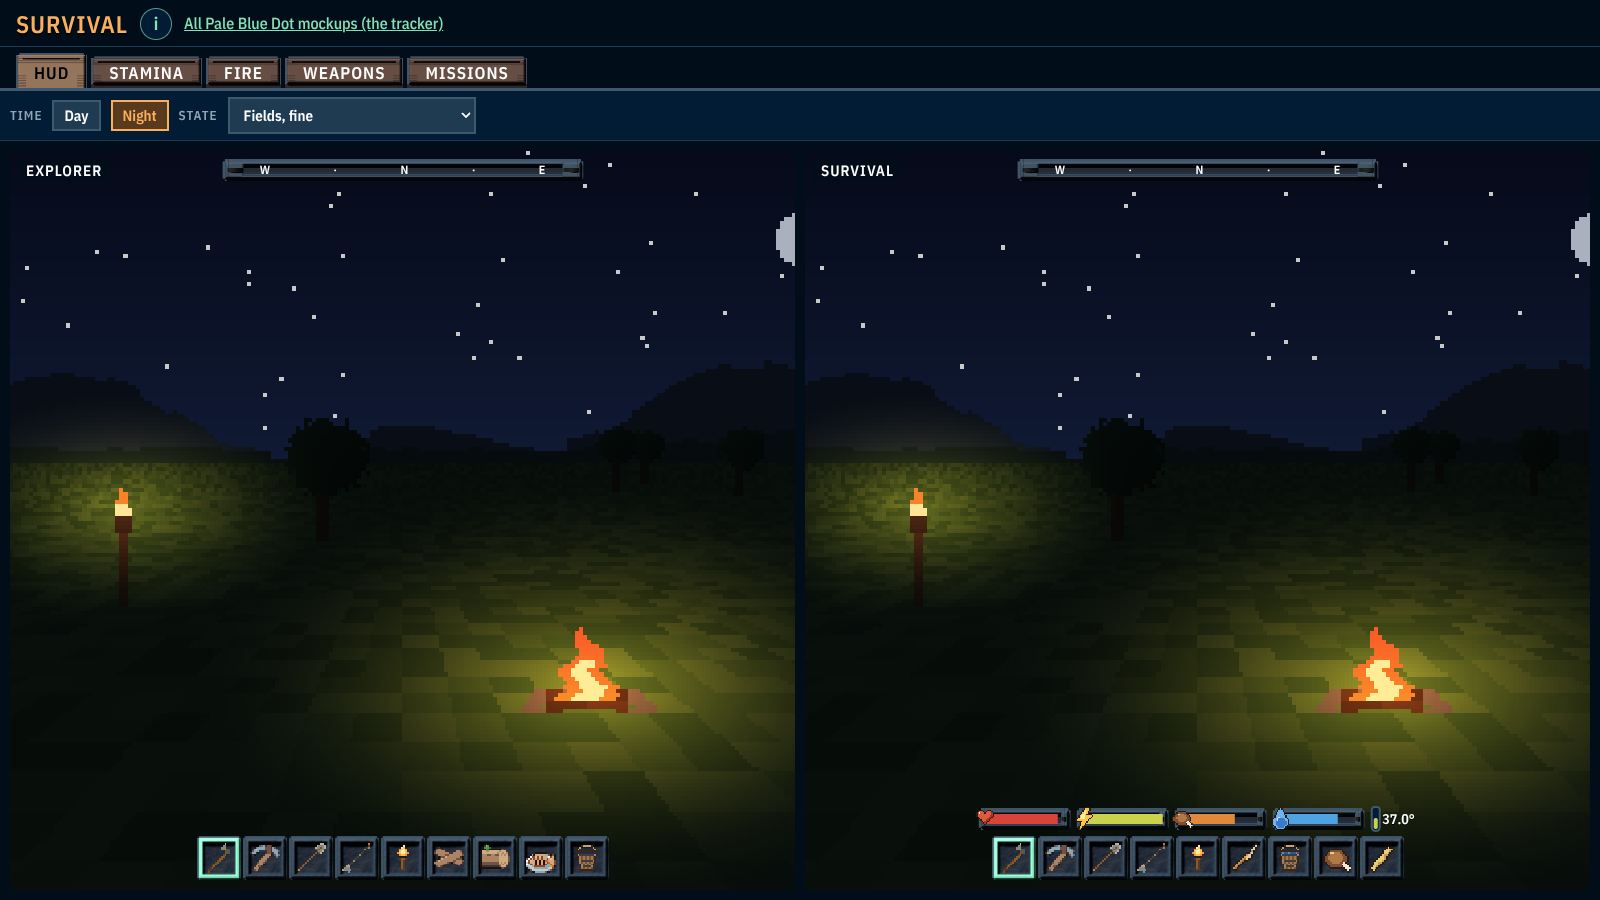 SURVIVAL i All Pale Blue Dot mockups (the tracker)
HUD STAMINA FIRE WEAPONS MISSIONS
TIME Day Night STATE Fields, fine
EXPLORER W · N · E
SURVIVAL W · N · E
37.0°